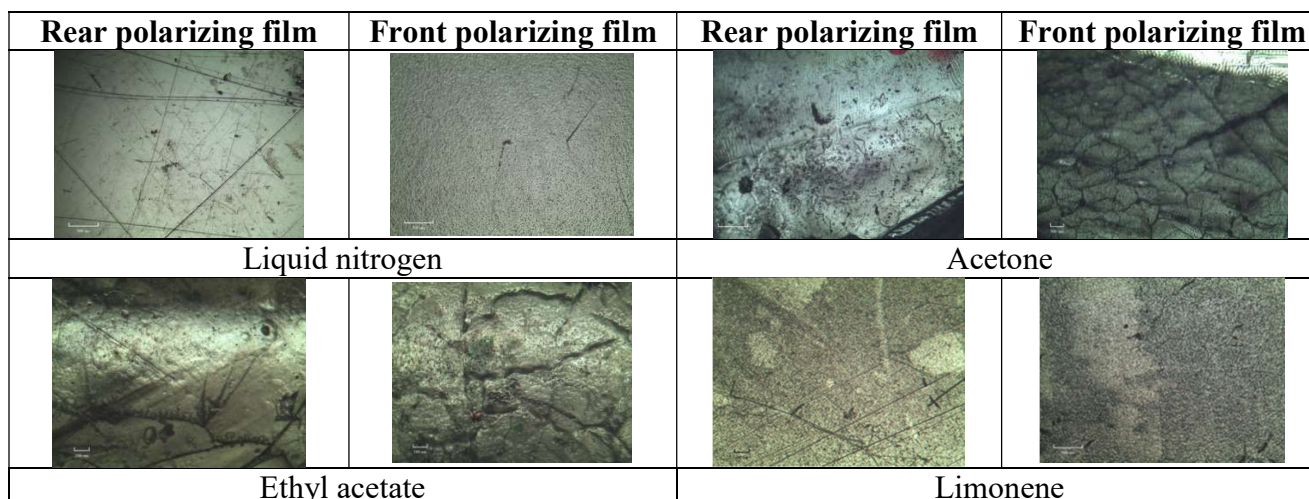 Rear polarizing film
Front polarizing film
Rear polarizing film
Front polarizing film
Liquid nitrogen
Acetone
Ethyl acetate
Limonene